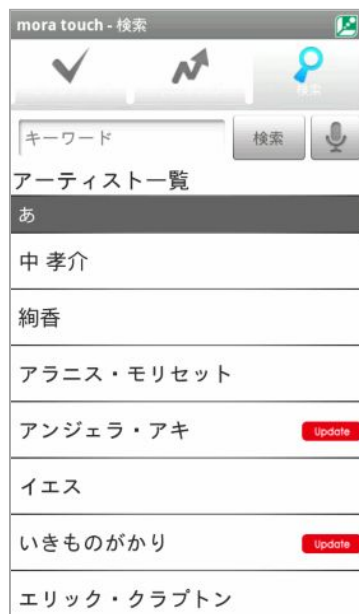 mora touch - 検索
検索
キーワード 検索
アーティスト一覧
あ
中 孝介
絢香
アラニス・モリセット
アンジェラ・アキ Update
イエス
いきものがかり Update
エリック・クラプトン